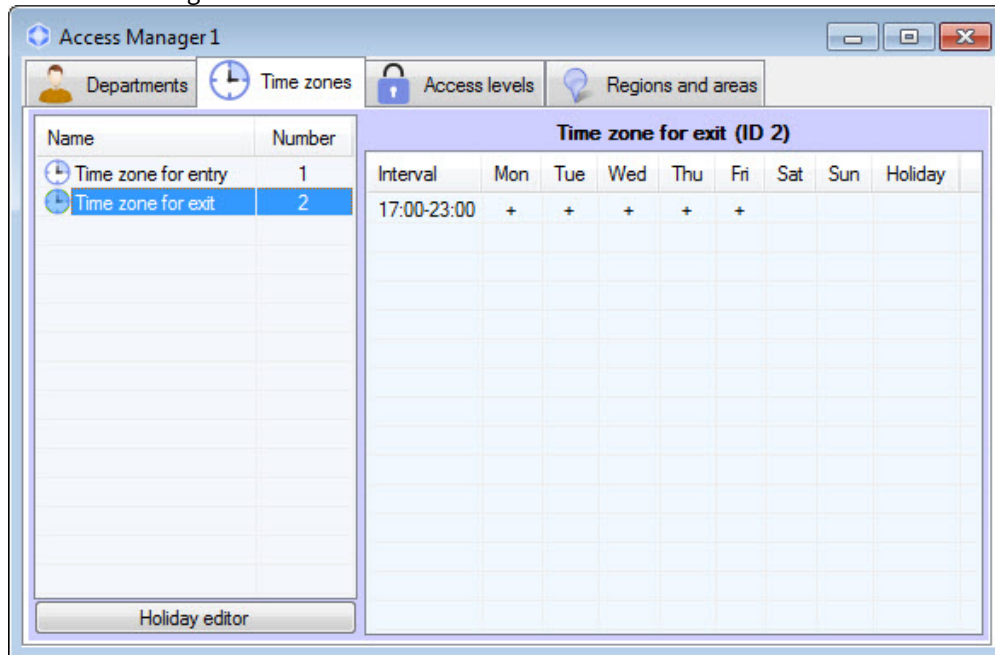 Access Manager 1
Departments Time zones Access levels Regions and areas
Name Number
Time zone for entry 1
Time zone for exit 2
Holiday editor
Time zone for exit (ID 2)
Interval Mon Tue Wed Thu Fri Sat Sun Holiday
17:00-23:00 + + + + +